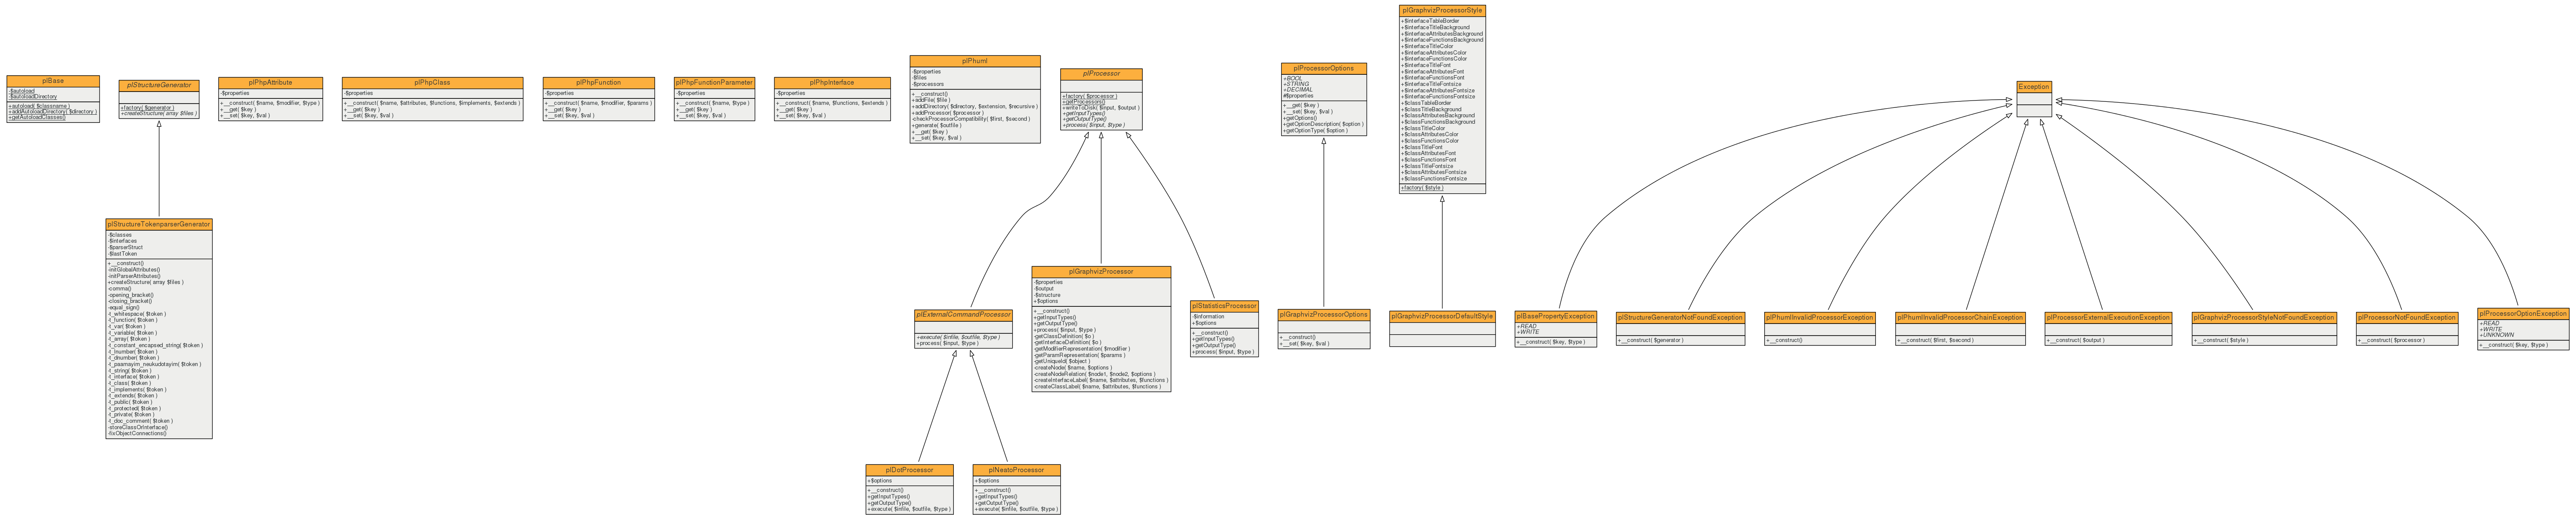 plBase
-$autoload
-$autoloadDirectory
+autoload( $classname )
+addAutoloadDirectory( $directory )
+getAutoloadClasses()
plStructureGenerator
+factory( $generator )
+createStructure( array $files )
plPhpAttribute
-$properties
+__construct( $name, $modifier, $type )
+__get( $key )
+__set( $key, $val )
plPhpClass
-$properties
+__construct( $name, $attributes, $functions, $implements, $extends )
+__get( $key )
+__set( $key, $val )
plPhpFunction
-$properties
+__construct( $name, $modifier, $params )
+__get( $key )
+__set( $key, $val )
plPhpFunctionParameter
-$properties
+__construct( $name, $type )
+__get( $key )
+__set( $key, $val )
plPhpInterface
-$properties
+__construct( $name, $functions, $extends )
+__get( $key )
+__set( $key, $val )
plPhuml
-$properties
-$files
-$processors
+__construct()
+addFile( $file )
+addDirectory( $directory, $extension, $recursive )
+addProcessor( $processor )
-checkProcessorCompatibility( $first, $second )
+generate( $outfile )
+__get( $key )
+__set( $key, $val )
plProcessor
+factory( $processor )
+getProcessors()
+writeToDisk( $input, $output )
+getInputTypes()
+getOutputType()
+process( $input, $type )
plProcessorOptions
+BOOL
+STRING
+DECIMAL
#$properties
+__get( $key )
+__set( $key, $val )
+getOptions()
+getOptionDescription( $option )
+getOptionType( $option )
plGraphvizProcessorStyle
+$interfaceTableBorder
+$interfaceTitleBackground
+$interfaceAttributesBackground
+$interfaceFunctionsBackground
+$interfaceTitleColor
+$interfaceAttributesColor
+$interfaceFunctionsColor
+$interfaceTitleFont
+$interfaceAttributesFont
+$interfaceFunctionsFont
+$interfaceTitleFontsize
+$interfaceAttributesFontsize
+$interfaceFunctionsFontsize
+$classTableBorder
+$classTitleBackground
+$classAttributesBackground
+$classFunctionsBackground
+$classTitleColor
+$classAttributesColor
+$classFunctionsColor
+$classTitleFont
+$classAttributesFont
+$classFunctionsFont
+$classTitleFontsize
+$classAttributesFontsize
+$classFunctionsFontsize
+factory( $style )
Exception
plStructureTokenparserGenerator
-$classes
-$interfaces
-$parserStruct
-$lastToken
+__construct()
-initGlobalAttributes()
-initParserAttributes()
+createStructure( array $files )
-comma()
-opening_bracket()
-closing_bracket()
-equal_sign()
-t_whitespace( $token )
-t_function( $token )
-t_var( $token )
-t_variable( $token )
-t_array( $token )
-t_constant_encapsed_string( $token )
-t_lnumber( $token )
-t_dnumber( $token )
-t_paamayim_neukudotayim( $token )
-t_string( $token )
-t_interface( $token )
-t_class( $token )
-t_implements( $token )
-t_extends( $token )
-t_public( $token )
-t_protected( $token )
-t_private( $token )
-t_doc_comment( $token )
-storeClassOrInterface()
-fixObjectConnections()
plExternalCommandProcessor
+execute( $infile, $outfile, $type )
+process( $input, $type )
plGraphvizProcessor
-$properties
-$output
-$structure
+$options
+__construct()
+getInputTypes()
+getOutputType()
+process( $input, $type )
-getClassDefinition( $o )
-getInterfaceDefinition( $o )
-getModifierRepresentation( $modifier )
-getParamRepresentation( $params )
-getUniqueId( $object )
-createNode( $name, $options )
-createNodeRelation( $node1, $node2, $options )
-createInterfaceLabel( $name, $attributes, $functions )
-createClassLabel( $name, $attributes, $functions )
plStatisticsProcessor
-$information
+$options
+__construct()
+getInputTypes()
+getOutputType()
+process( $input, $type )
plGraphvizProcessorOptions
+__construct()
+__set( $key, $val )
plGraphvizProcessorDefaultStyle
plBasePropertyException
+READ
+WRITE
+__construct( $key, $type )
plStructureGeneratorNotFoundException
+__construct( $generator )
plPhumlInvalidProcessorException
+__construct()
plPhumlInvalidProcessorChainException
+__construct( $first, $second )
plProcessorExternalExecutionException
+__construct( $output )
plGraphvizProcessorStyleNotFoundException
+__construct( $style )
plProcessorNotFoundException
+__construct( $processor )
plProcessorOptionException
+READ
+WRITE
+UNKNOWN
+__construct( $key, $type )
plDotProcessor
+$options
+__construct()
+getInputTypes()
+getOutputType()
+execute( $infile, $outfile, $type )
plNeatoProcessor
+$options
+__construct()
+getInputTypes()
+getOutputType()
+execute( $infile, $outfile, $type )